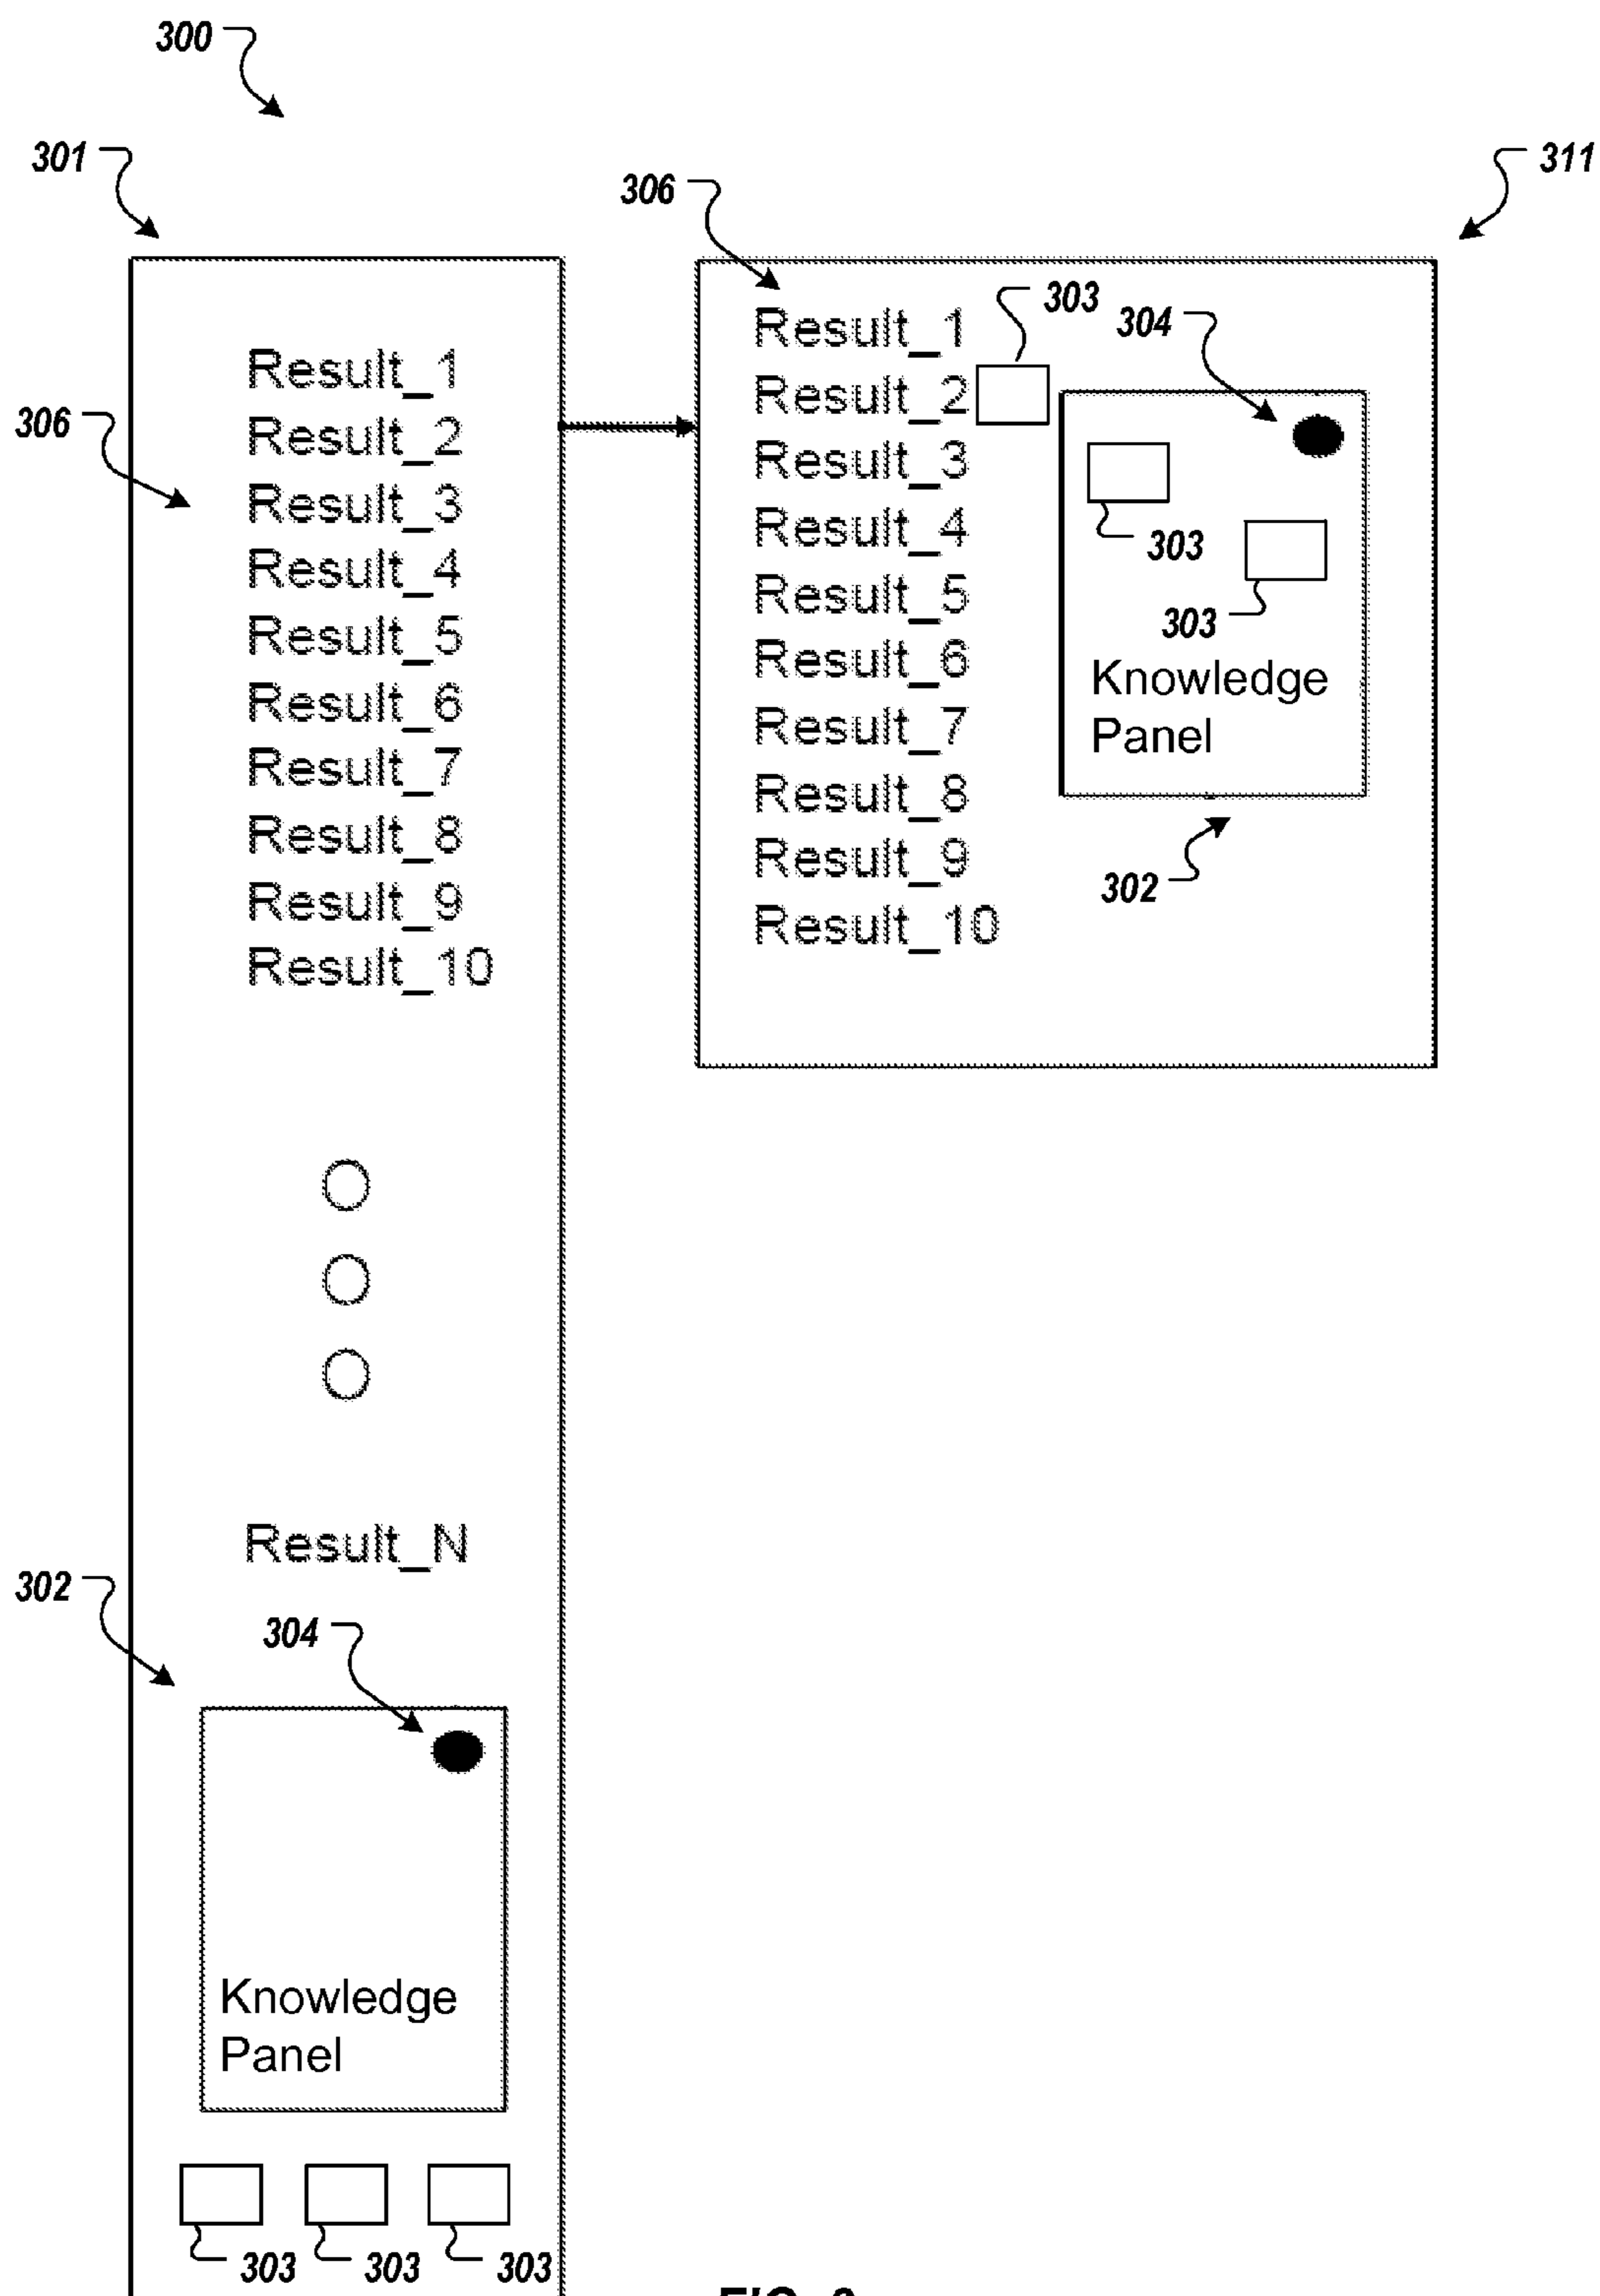 300
301
306
311
303
304
Result_1
Result_2
Result_3
Result_4
Result_5
Result_6
Result_7
Result_8
Result_9
Result_10
303
303
Knowledge
Panel
302
306
Result_1
Result_2
Result_3
Result_4
Result_5
Result_6
Result_7
Result_8
Result_9
Result_10
Result_N
302
304
Knowledge
Panel
303 303 303